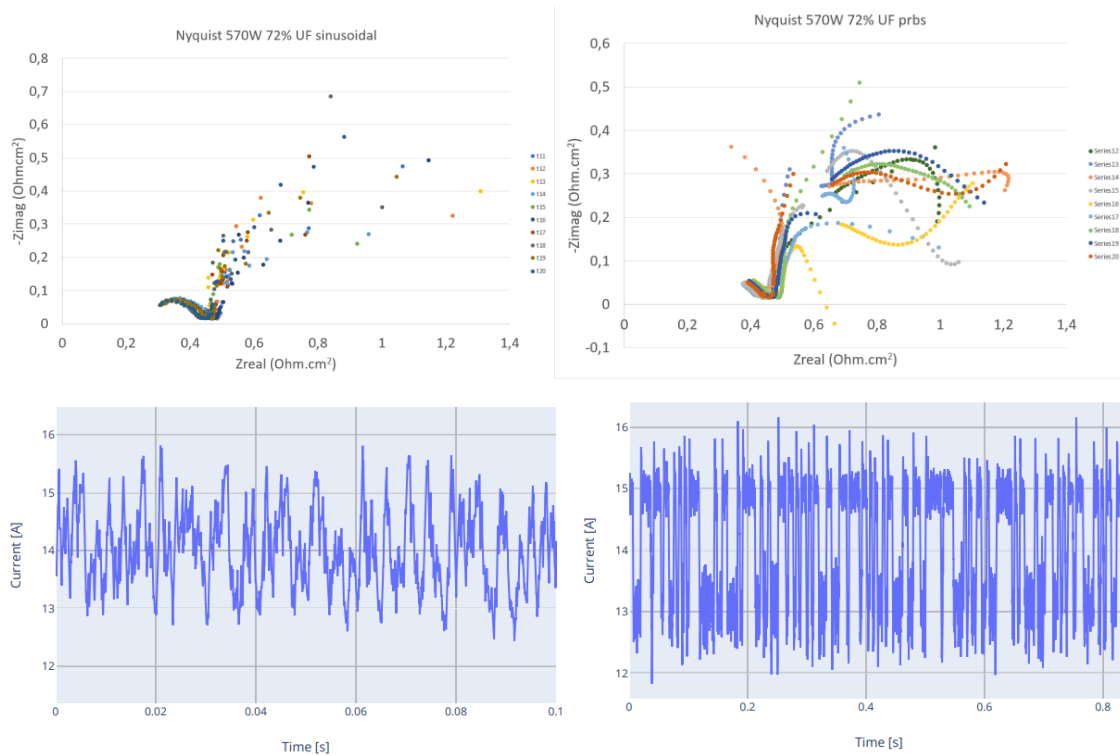 Nyquist 570W 72% UF sinusoidal
-Zimag (Ohm.cm²)
0,8
0,7
0,6
0,5
0,4
0,3
0,2
0,1
0
0 0,2 0,4 0,6 0,8 1 1,2 1,4
Zreal (Ohm.cm²)
t11
t12
t13
t14
t15
t16
t17
t18
t19
t20
Nyquist 570W 72% UF prbs
-Zimag (Ohm.cm²)
0,6
0,5
0,4
0,3
0,2
0,1
0
-0,1
0 0,2 0,4 0,6 0,8 1 1,2 1,4
Zreal (Ohm.cm²)
Series12
Series13
Series14
Series15
Series16
Series17
Series18
Series19
Series20
Current [A]
16
15
14
13
12
0 0.02 0.04 0.06 0.08 0.1
Time [s]
Current [A]
16
15
14
13
12
0 0.2 0.4 0.6 0.8
Time [s]